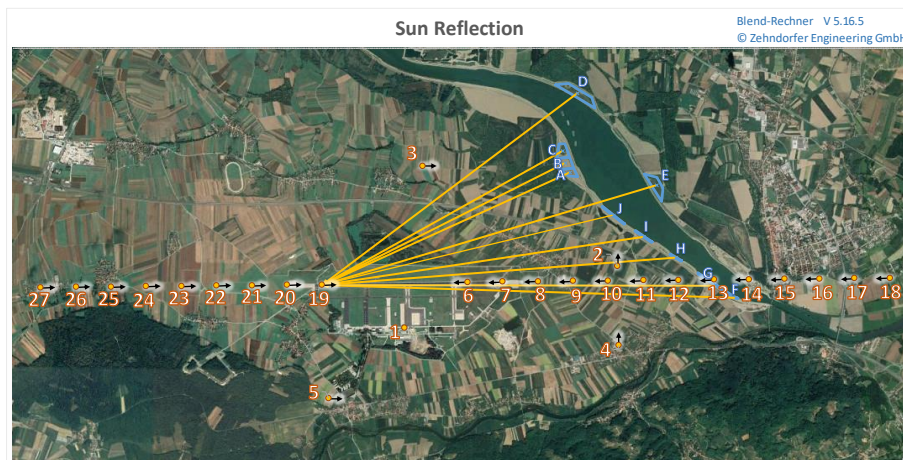 Sun Reflection
Blend-Rechner V 5.16.5
© Zehndorfer Engineering GmbH
D
C
B
A
3
E
J
I
2
H
G
F
27 26 25 24 23 22 21 20 19 6 7 8 9 10 11 12 13 14 15 16 17 18
1
4
5